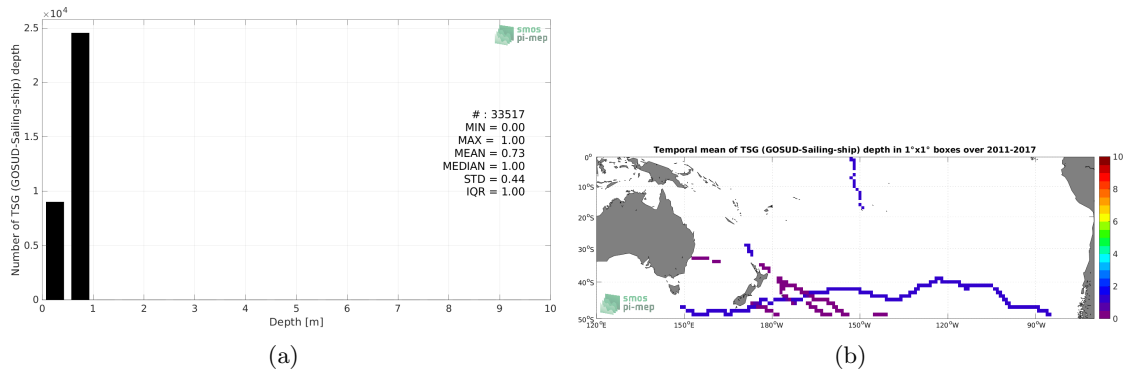 ×10⁴
2.5
2
1.5
1
0.5
0
0 1 2 3 4 5 6 7 8 9 10
Number of TSG (GOSUD-Sailing-ship) depth
Depth [m]
smos
pi-mep
# : 33517
MIN = 0.00
MAX = 1.00
MEAN = 0.73
MEDIAN = 1.00
STD = 0.44
IQR = 1.00
(a)
Temporal mean of TSG (GOSUD-Sailing-ship) depth in 1°x1° boxes over 2011-2017
0°
10°S
20°S
30°S
40°S
50°S
120°E 150°E 180°W 150°W 120°W 90°W
smos
pi-mep
10
8
6
4
2
0
(b)